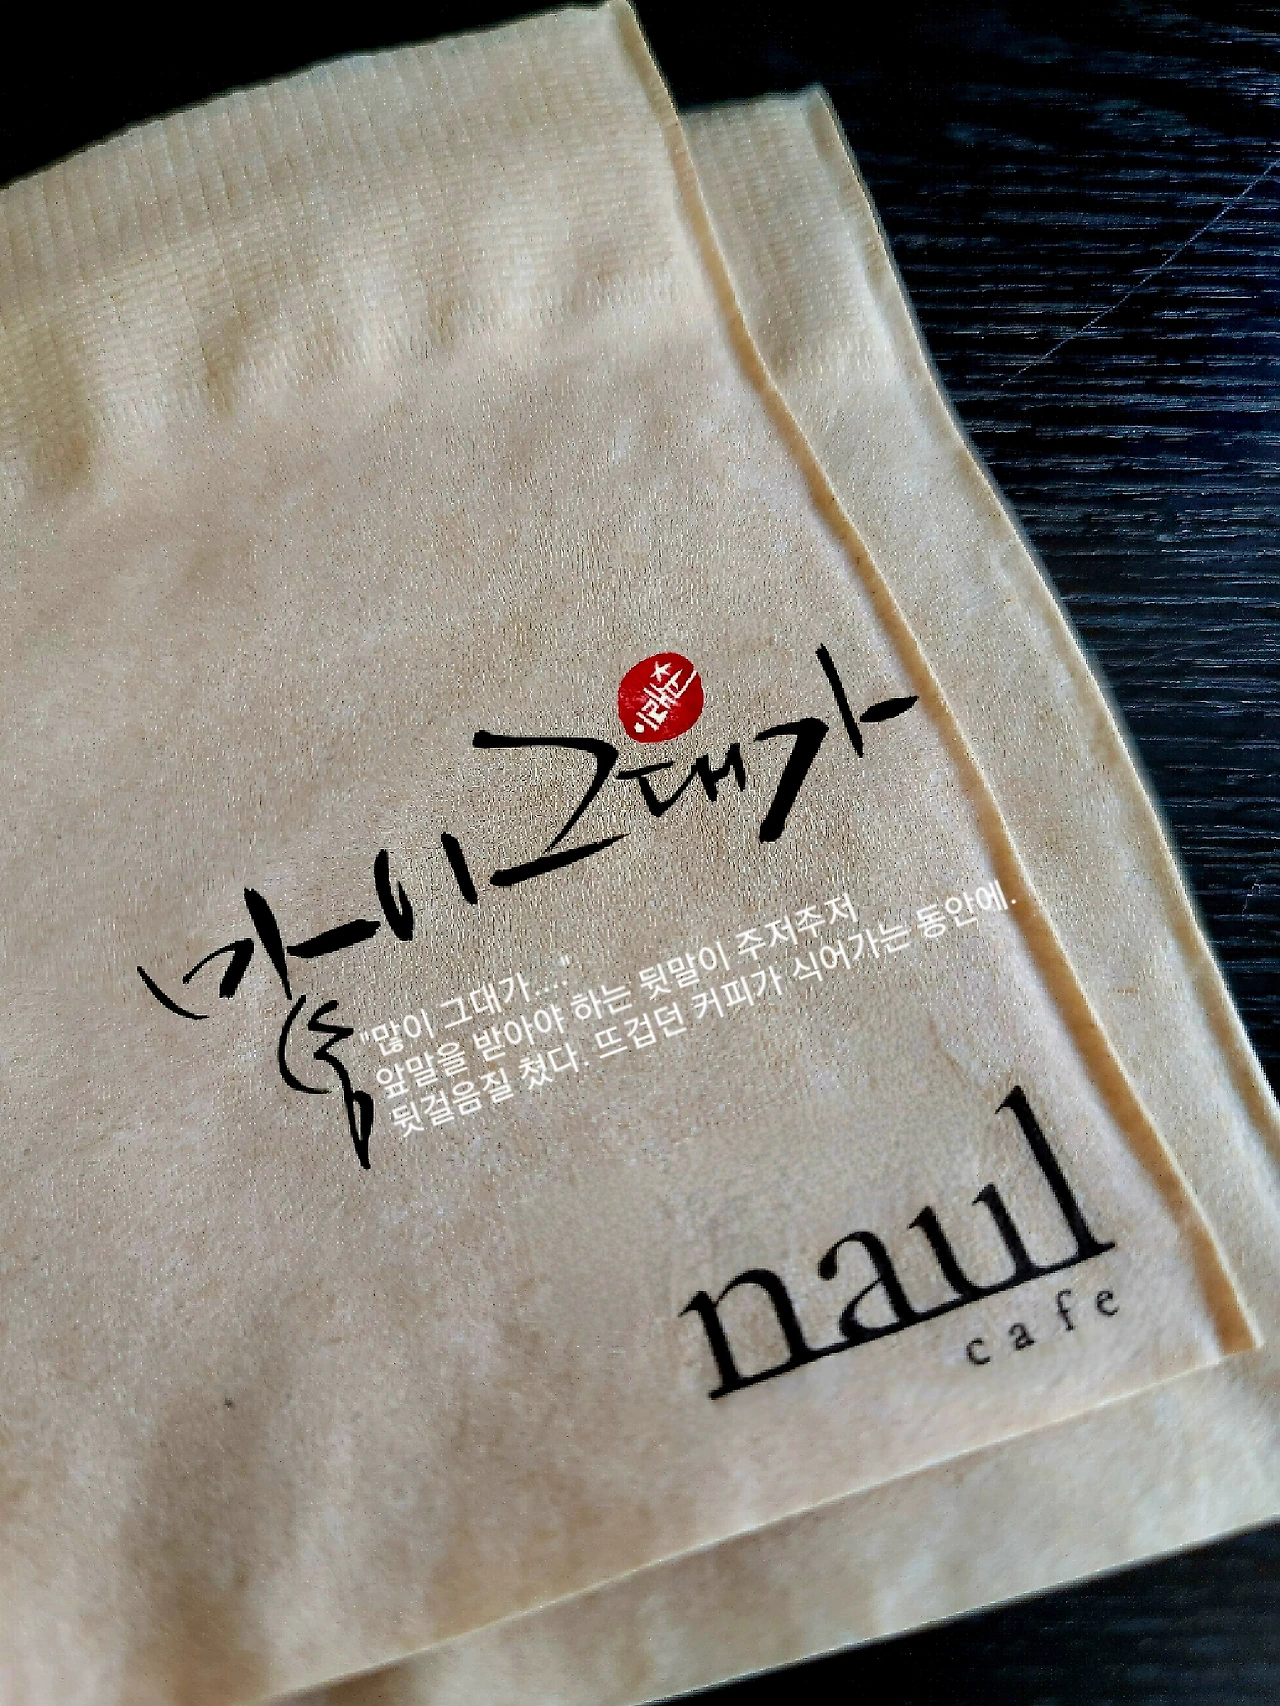 많이 그대가
"많이 그대가...."
앞말을 받아야 하는 뒷말이 주저주저
뒷걸음질 쳤다. 뜨겁던 커피가 식어가는 동안에.
naul
cafe